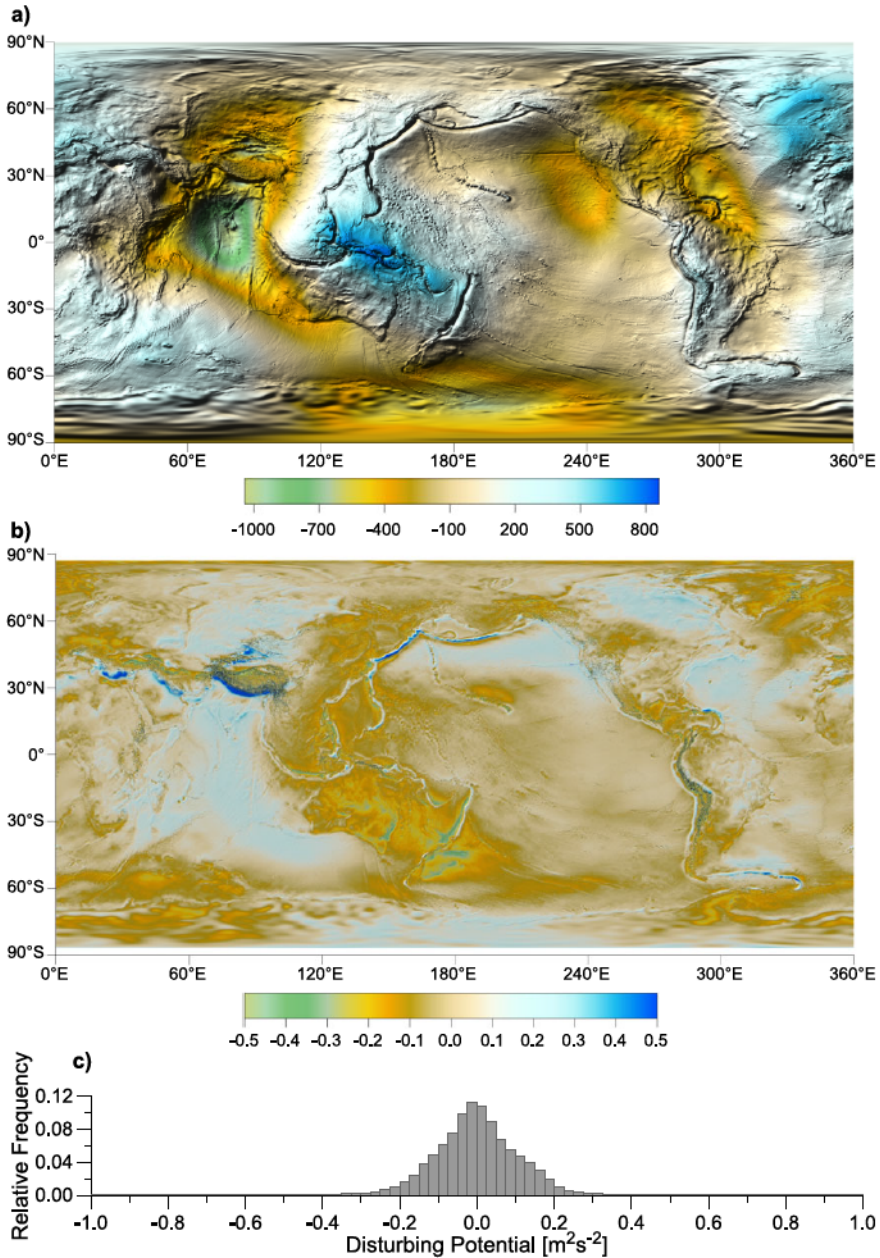 a)
90°N
60°N
30°N
0°
30°S
60°S
90°S
0°E 60°E 120°E 180°E 240°E 300°E 360°E
-1000 -700 -400 -100 200 500 800
b)
90°N
60°N
30°N
0°
30°S
60°S
90°S
0°E 60°E 120°E 180°E 240°E 300°E 360°E
-0.5 -0.4 -0.3 -0.2 -0.1 0.0 0.1 0.2 0.3 0.4 0.5
c)
Relative Frequency
0.12
0.08
0.04
0.00
-1.0 -0.8 -0.6 -0.4 -0.2 0.0 0.2 0.4 0.6 0.8 1.0
Disturbing Potential [m²s⁻²]